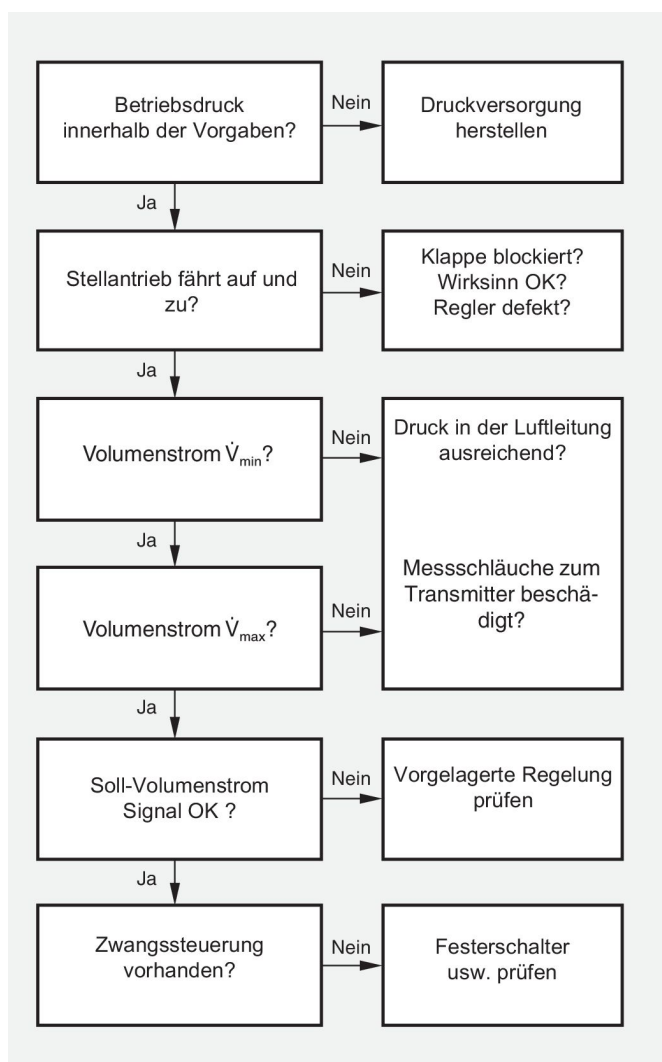 Betriebsdruck
innerhalb der Vorgaben?
Nein
Druckversorgung
herstellen
Ja
Stellantrieb fährt auf und
zu?
Nein
Klappe blockiert?
Wirksinn OK?
Regler defekt?
Ja
Volumenstrom V̇min?
Nein
Druck in der Luftleitung
ausreichend?
Ja
Volumenstrom V̇max?
Nein
Messschläuche zum
Transmitter beschä-
digt?
Ja
Soll-Volumenstrom
Signal OK ?
Nein
Vorgelagerte Regelung
prüfen
Ja
Zwangssteuerung
vorhanden?
Nein
Festerschalter
usw. prüfen